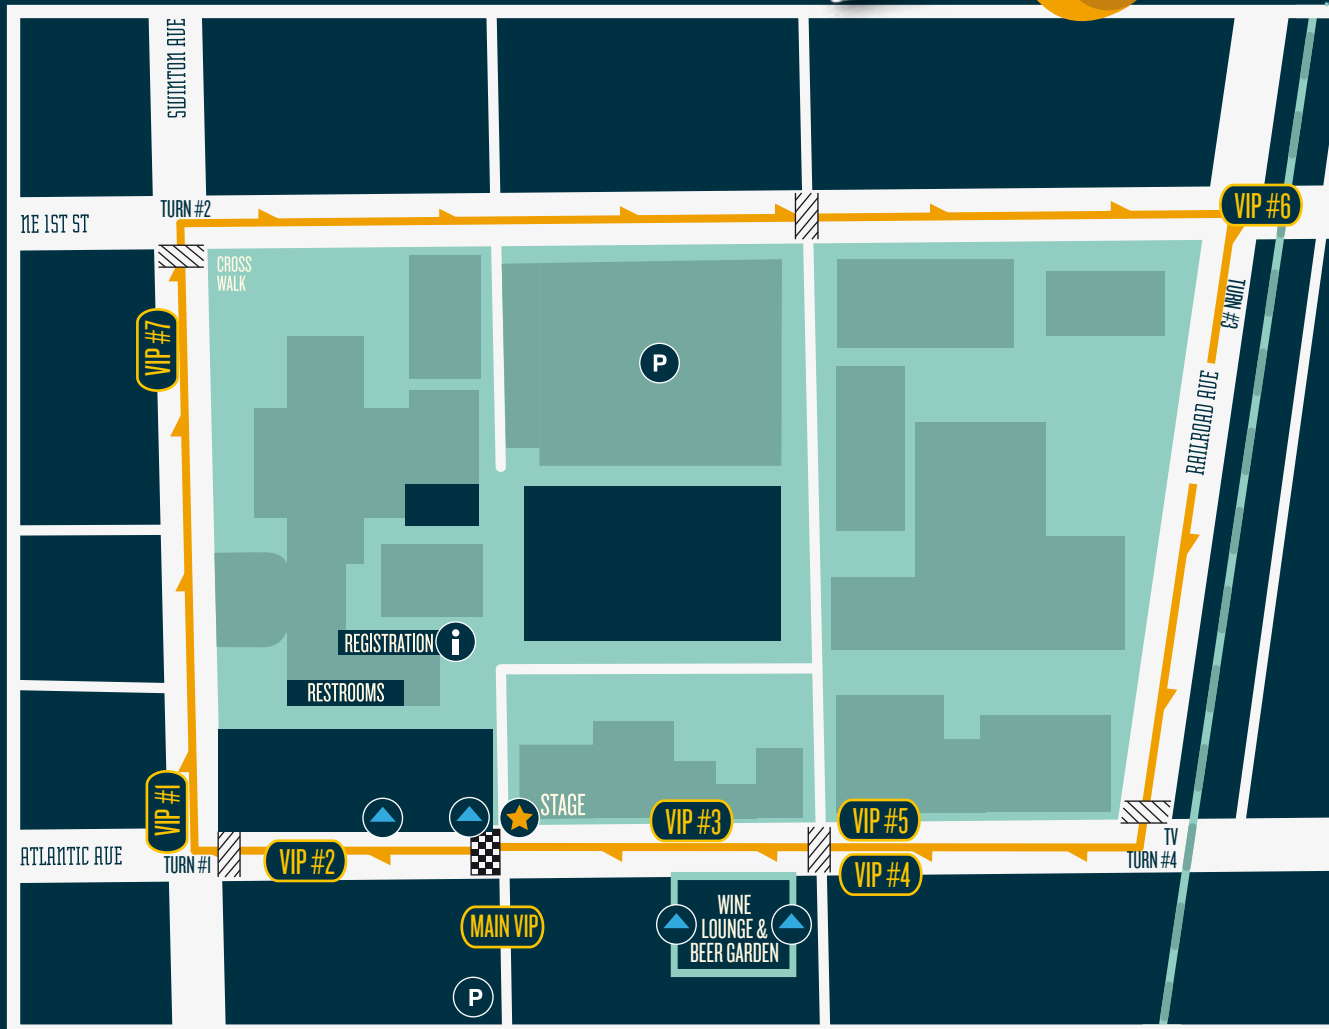 SWINTON AVE
TURN #2
NE 1ST ST
VIP #6
CROSS
WALK
TURN #3
VIP #7
P
RAILROAD AVE
REGISTRATION
i
RESTROOMS
VIP #1
STAGE
VIP #3
VIP #5
TV
TURN #4
ATLANTIC AVE
TURN #1
VIP #2
VIP #4
MAIN VIP
WINE
LOUNGE &
BEER GARDEN
P